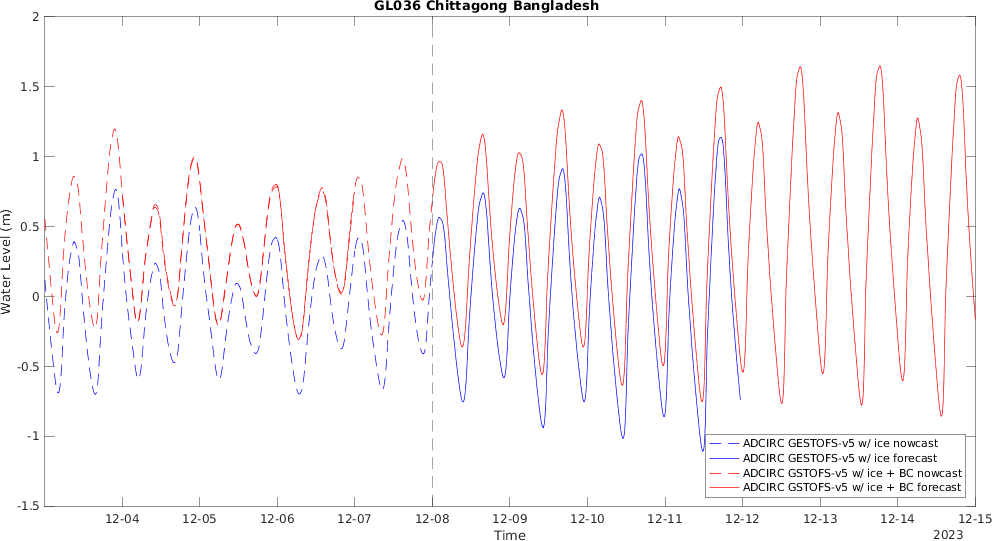 GL036 Chittagong Bangladesh
2
1.5
1
0.5
0
-0.5
-1
-1.5
Water Level (m)
ADCIRC GESTOFS-v5 w/ ice nowcast
ADCIRC GESTOFS-v5 w/ ice forecast
ADCIRC GSTOFS-v5 w/ ice + BC nowcast
ADCIRC GSTOFS-v5 w/ ice + BC forecast
12-04 12-05 12-06 12-07 12-08 12-09 12-10 12-11 12-12 12-13 12-14 12-15
Time
2023